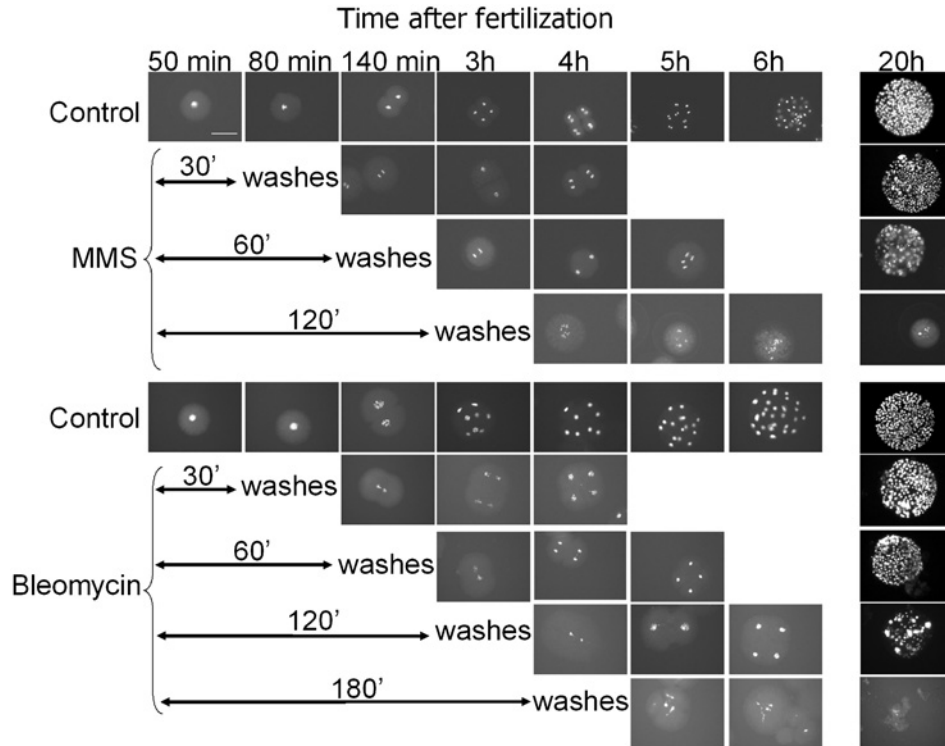 Time after fertilization
50 min 80 min 140 min 3h 4h 5h 6h 20h
Control
30’ washes
60’ washes
MMS
120’ washes
Control
30’ washes
60’ washes
Bleomycin
120’ washes
180’ washes